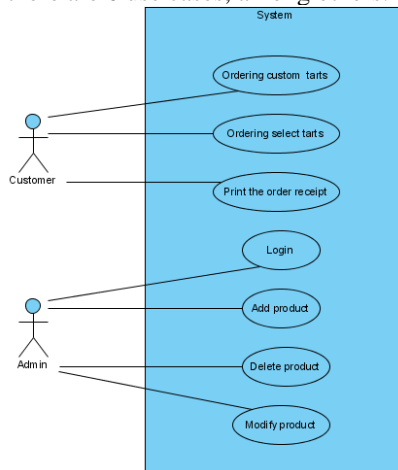 System
Ordering custom tarts
Ordering select tarts
Customer
Print the order receipt
Login
Add product
Admin
Delete product
Modify product